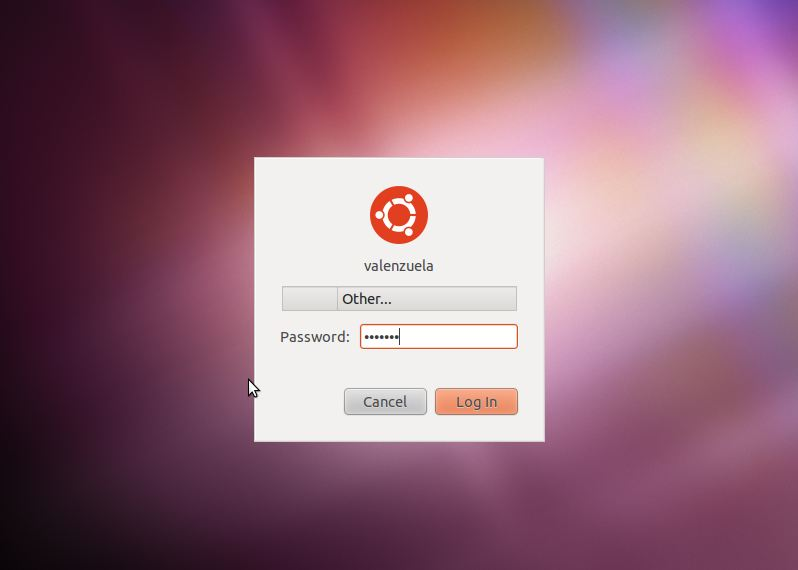 valenzuela
Other...
Password: •••••••
Cancel Log In